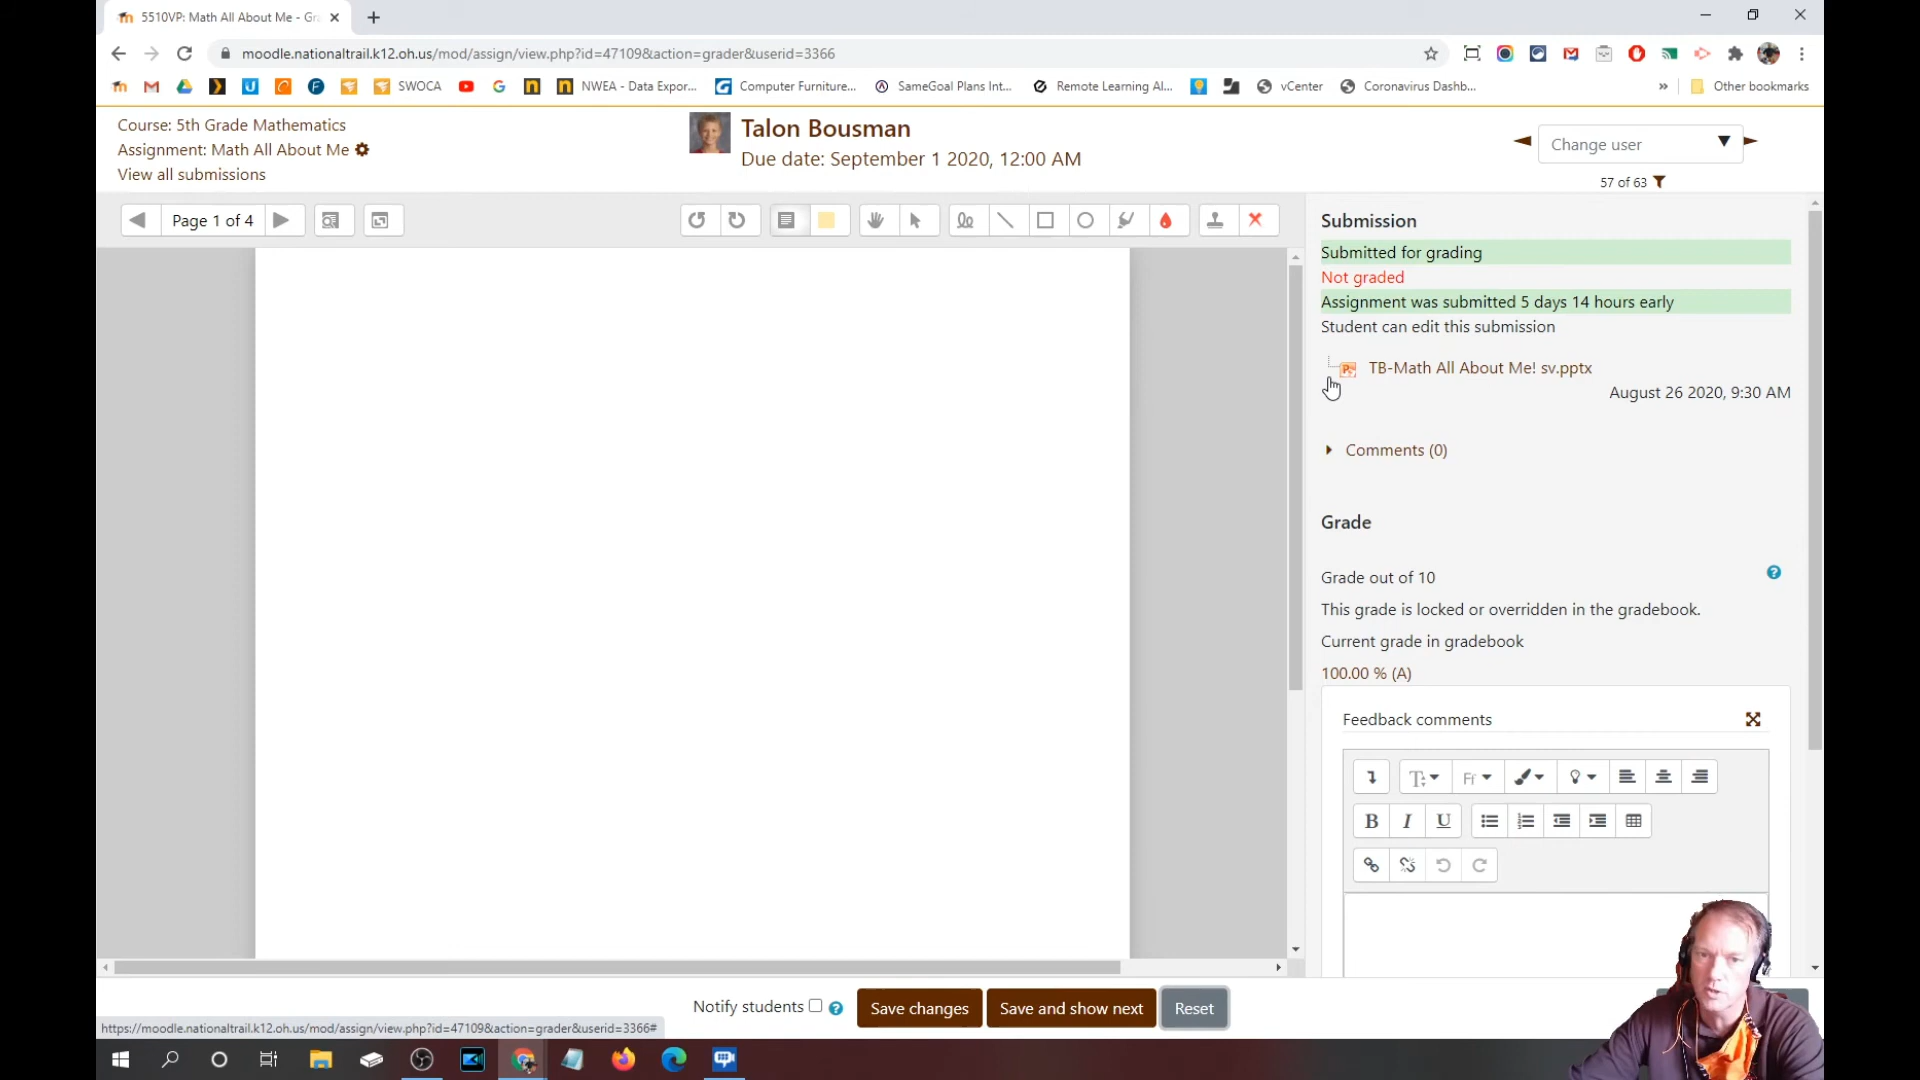 5510VP: Math All About Me - Gr
moodle.nationaltrail.k12.oh.us/mod/assign/view.php?id=47109&action=grader&userid=3366
SWOCA
NWEA - Data Expor...
Computer Furniture...
SameGoal Plans Int...
Remote Learning Al...
vCenter
Coronavirus Dashb...
»
Other bookmarks
Course: 5th Grade Mathematics
Assignment: Math All About Me
View all submissions
Talon Bousman
Due date: September 1 2020, 12:00 AM
Change user
57 of 63
Page 1 of 4
Submission
Submitted for grading
Not graded
Assignment was submitted 5 days 14 hours early
Student can edit this submission
TB-Math All About Me! sv.pptx
August 26 2020, 9:30 AM
Comments (0)
Grade
Grade out of 10
This grade is locked or overridden in the gradebook.
Current grade in gradebook
100.00 % (A)
Feedback comments
B I U
Notify students
Save changes
Save and show next
Reset
https://moodle.nationaltrail.k12.oh.us/mod/assign/view.php?id=47109&action=grader&userid=3366#